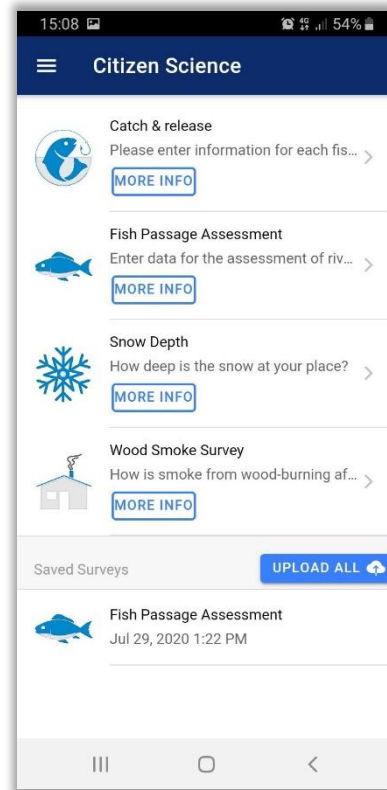 15:08 4G 54%
Citizen Science
Catch & release
Please enter information for each fis...
MORE INFO
Fish Passage Assessment
Enter data for the assessment of riv...
MORE INFO
Snow Depth
How deep is the snow at your place?
MORE INFO
Wood Smoke Survey
How is smoke from wood-burning af...
MORE INFO
Saved Surveys UPLOAD ALL
Fish Passage Assessment
Jul 29, 2020 1:22 PM